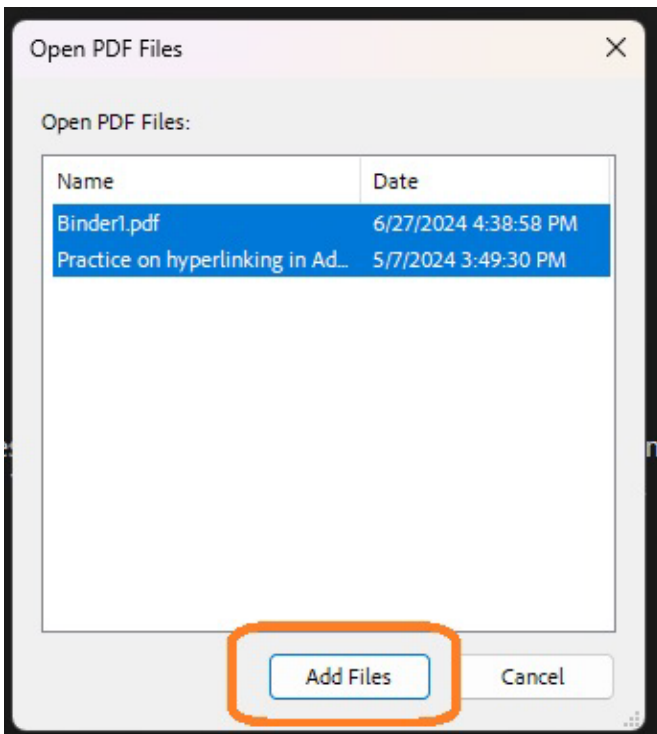 Open PDF Files
Open PDF Files:
Name Date
Binder1.pdf 6/27/2024 4:38:58 PM
Practice on hyperlinking in Ad... 5/7/2024 3:49:30 PM
Add Files Cancel